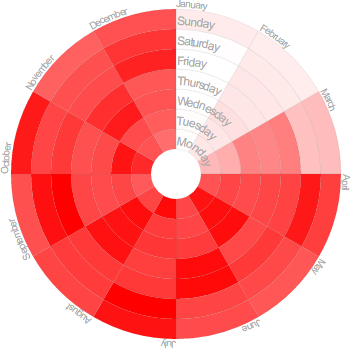 January
February
March
April
May
June
July
August
September
October
November
December
Sunday
Saturday
Friday
Thursday
Wednesday
Tuesday
Monday